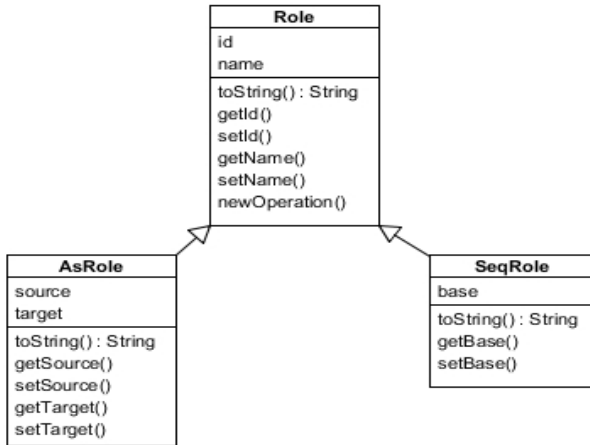 Role
id
name
toString() : String
getId()
setId()
getName()
setName()
newOperation()
AsRole
source
target
toString() : String
getSource()
setSource()
getTarget()
setTarget()
SeqRole
base
toString() : String
getBase()
setBase()